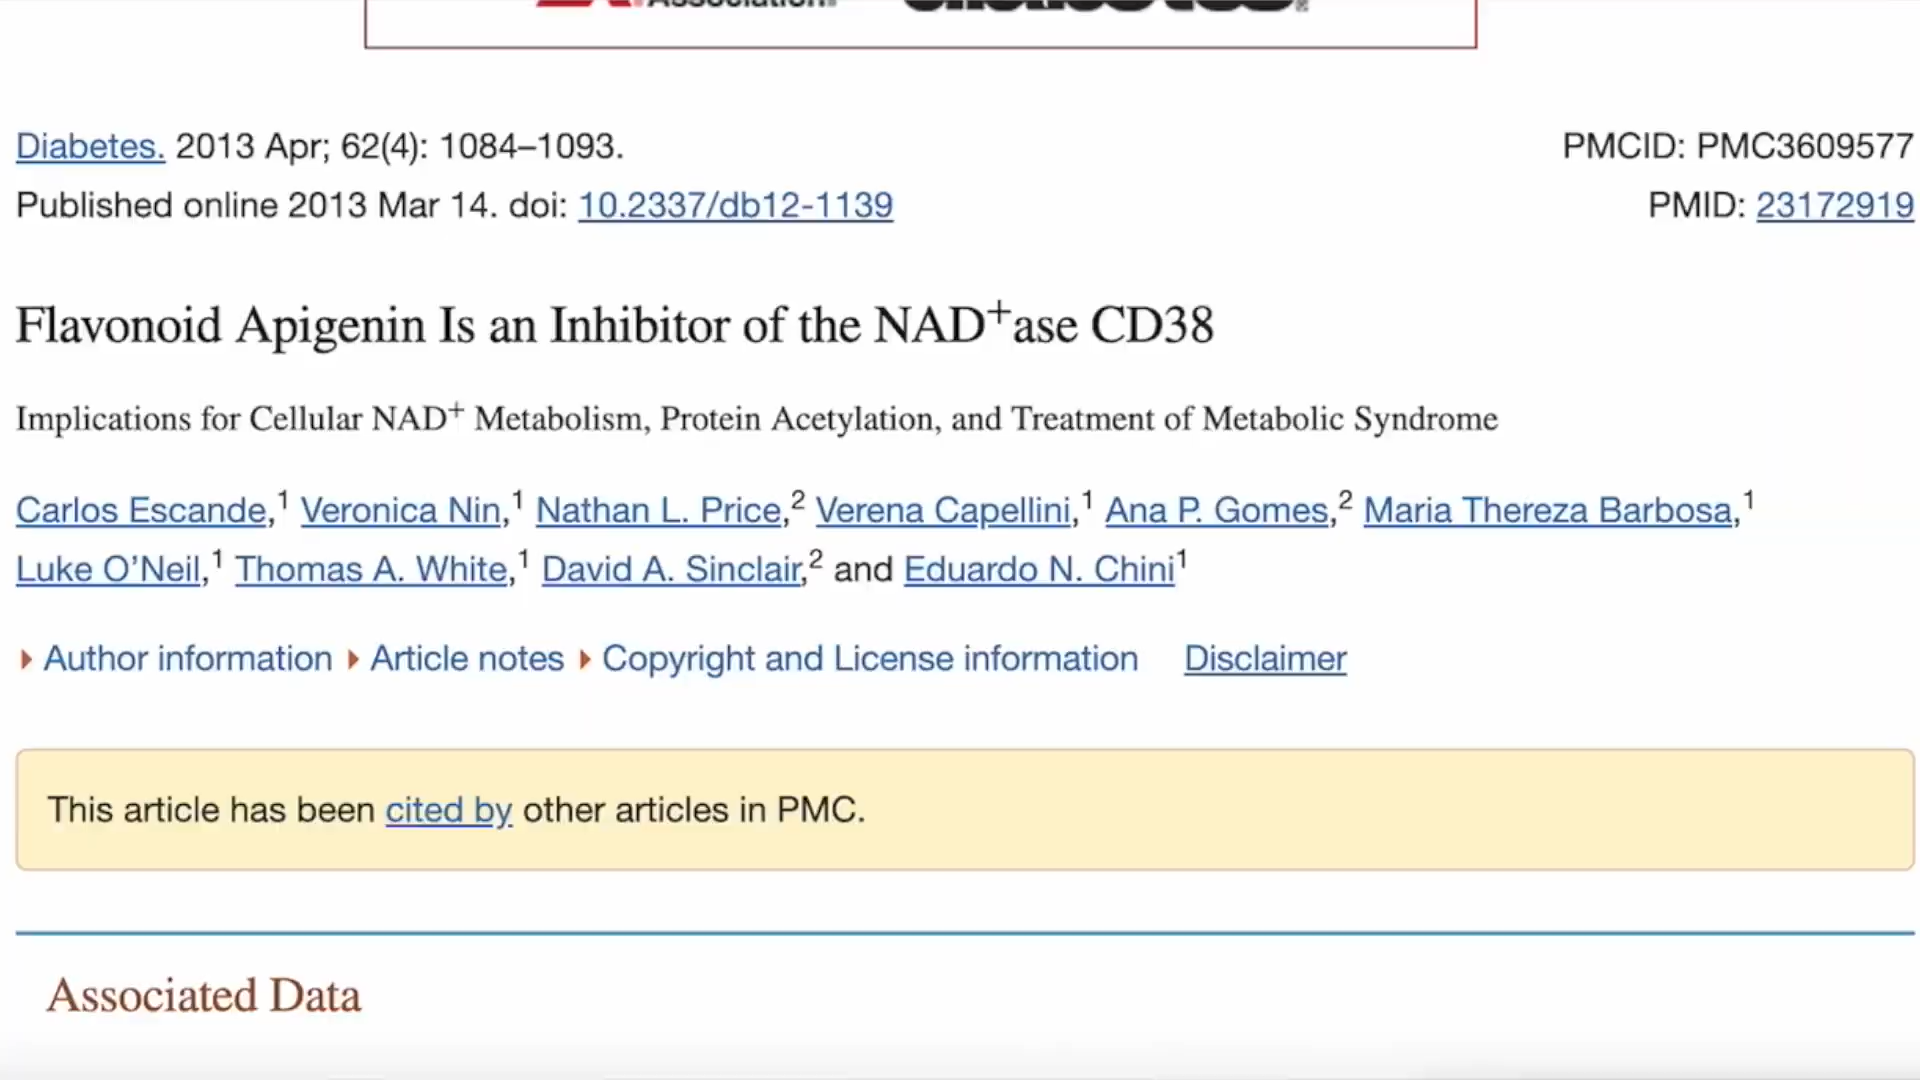 Association.
Diabetes. 2013 Apr; 62(4): 1084–1093.
PMCID: PMC3609577
Published online 2013 Mar 14. doi: 10.2337/db12-1139
PMID: 23172919
Flavonoid Apigenin Is an Inhibitor of the NAD⁺ase CD38
Implications for Cellular NAD⁺ Metabolism, Protein Acetylation, and Treatment of Metabolic Syndrome
Carlos Escande,¹ Veronica Nin,¹ Nathan L. Price,² Verena Capellini,¹ Ana P. Gomes,² Maria Thereza Barbosa,¹
Luke O’Neil,¹ Thomas A. White,¹ David A. Sinclair,² and Eduardo N. Chini¹
Author information Article notes Copyright and License information Disclaimer
This article has been cited by other articles in PMC.
Associated Data